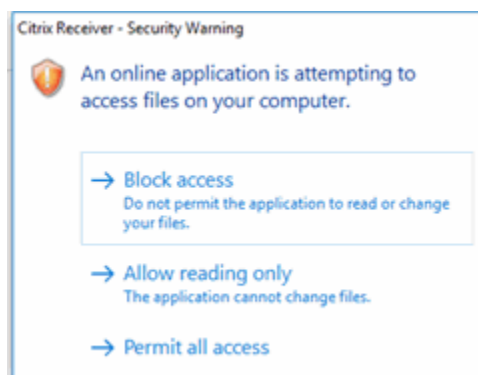 Citrix Receiver - Security Warning
An online application is attempting to
access files on your computer.
Block access
Do not permit the application to read or change
your files.
Allow reading only
The application cannot change files.
Permit all access